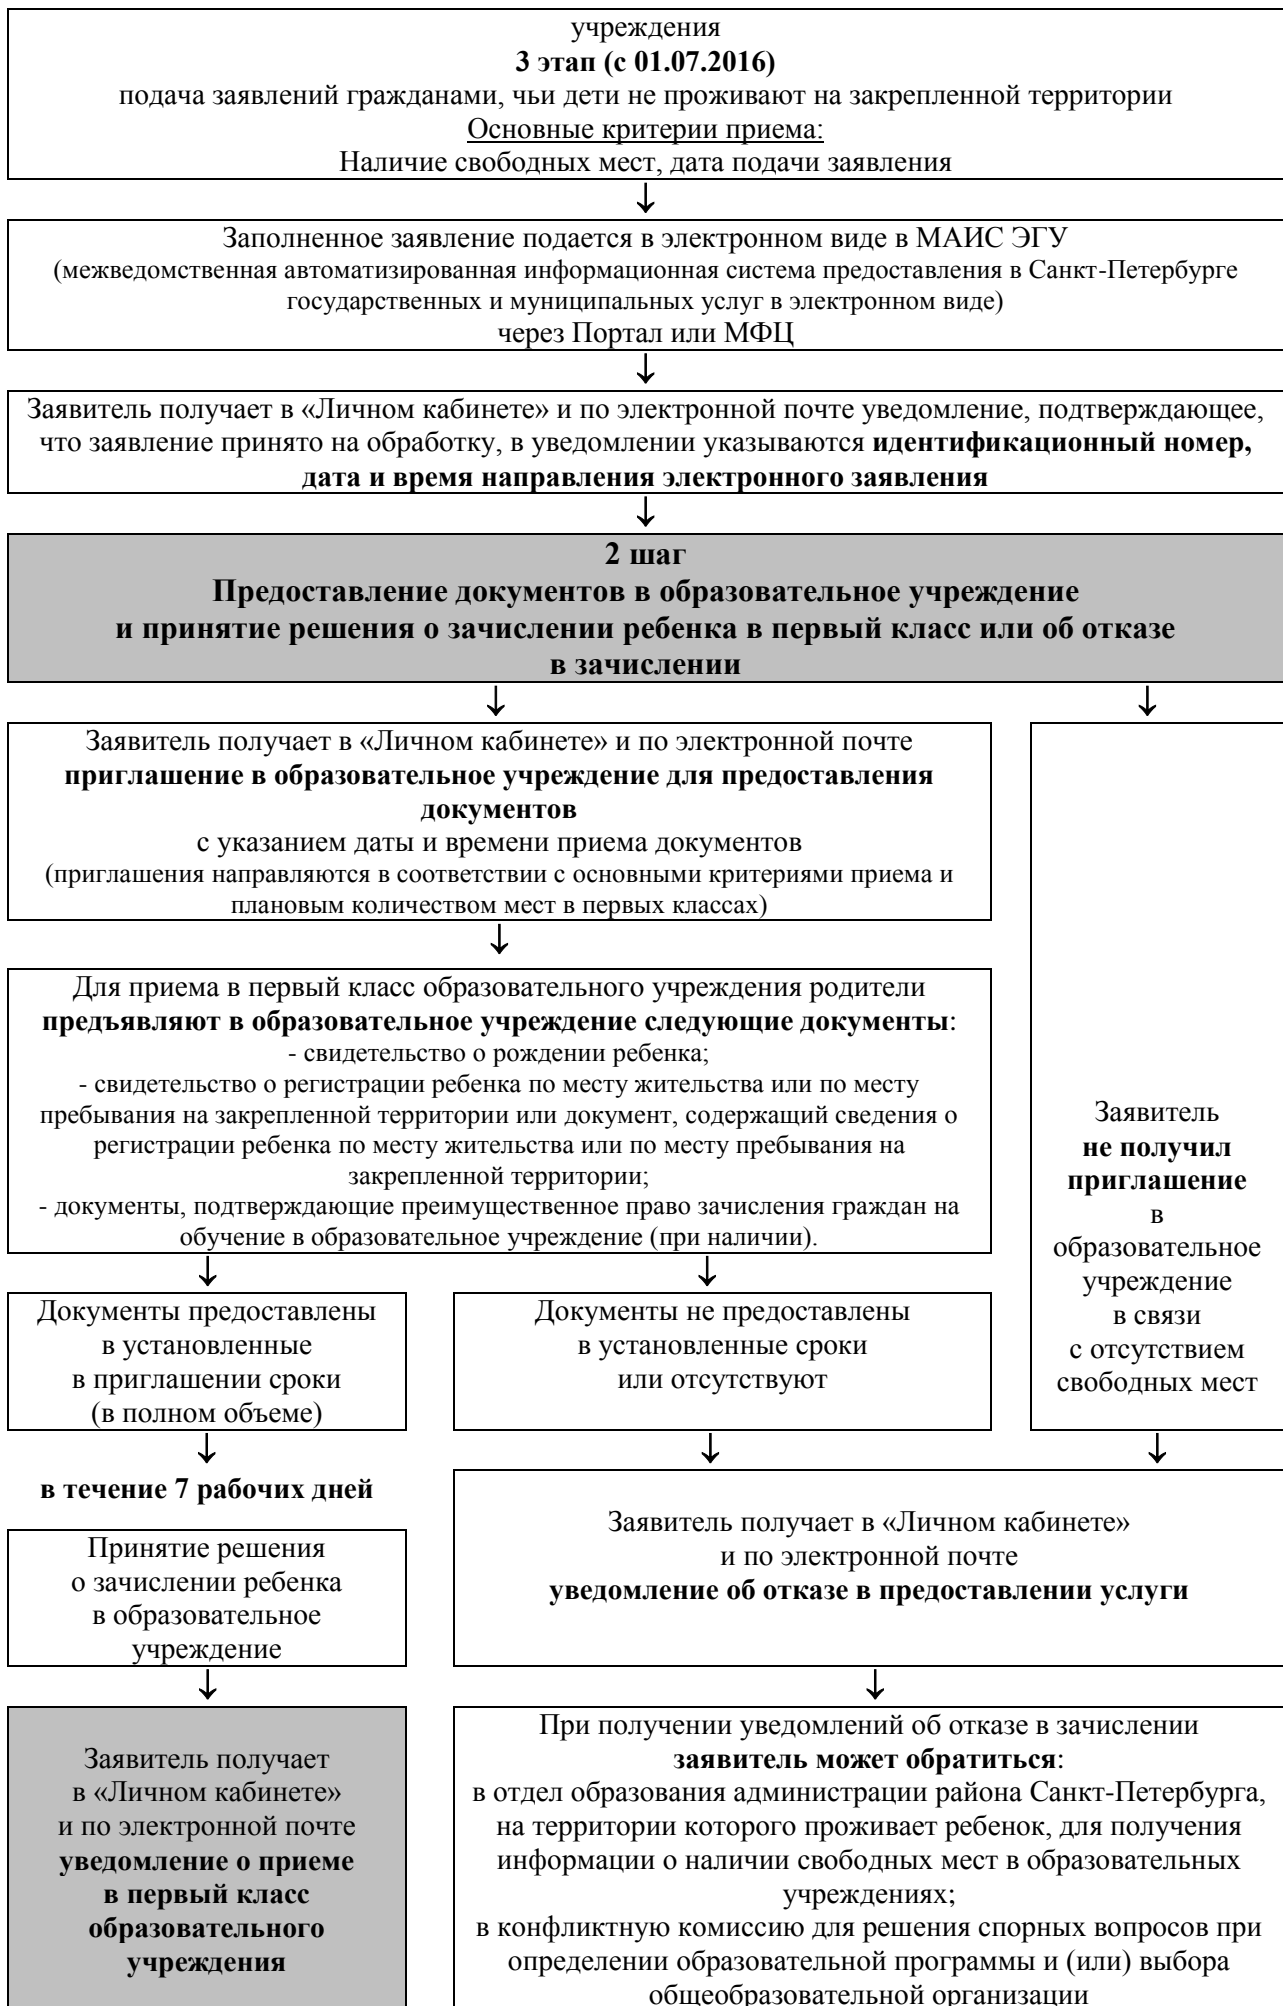 учреждения
3 этап (с 01.07.2016)
подача заявлений гражданами, чьи дети не проживают на закрепленной территории
Основные критерии приема:
Наличие свободных мест, дата подачи заявления
Заполненное заявление подается в электронном виде в МАИС ЭГУ
(межведомственная автоматизированная информационная система предоставления в Санкт-Петербурге
государственных и муниципальных услуг в электронном виде)
через Портал или МФЦ
Заявитель получает в «Личном кабинете» и по электронной почте уведомление, подтверждающее,
что заявление принято на обработку, в уведомлении указываются идентификационный номер,
дата и время направления электронного заявления
2 шаг
Предоставление документов в образовательное учреждение
и принятие решения о зачислении ребенка в первый класс или об отказе
в зачислении
Заявитель получает в «Личном кабинете» и по электронной почте
приглашение в образовательное учреждение для предоставления
документов
с указанием даты и времени приема документов
(приглашения направляются в соответствии с основными критериями приема и
плановым количеством мест в первых классах)
Для приема в первый класс образовательного учреждения родители
предъявляют в образовательное учреждение следующие документы:
- свидетельство о рождении ребенка;
- свидетельство о регистрации ребенка по месту жительства или по месту
пребывания на закрепленной территории или документ, содержащий сведения о
регистрации ребенка по месту жительства или по месту пребывания на
закрепленной территории;
- документы, подтверждающие преимущественное право зачисления граждан на
обучение в образовательное учреждение (при наличии).
Заявитель
не получил
приглашение
в
образовательное
учреждение
в связи
с отсутствием
свободных мест
Документы предоставлены
в установленные
в приглашении сроки
(в полном объеме)
Документы не предоставлены
в установленные сроки
или отсутствуют
в течение 7 рабочих дней
Принятие решения
о зачислении ребенка
в образовательное
учреждение
Заявитель получает в «Личном кабинете»
и по электронной почте
уведомление об отказе в предоставлении услуги
Заявитель получает
в «Личном кабинете»
и по электронной почте
уведомление о приеме
в первый класс
образовательного
учреждения
При получении уведомлений об отказе в зачислении
заявитель может обратиться:
в отдел образования администрации района Санкт-Петербурга,
на территории которого проживает ребенок, для получения
информации о наличии свободных мест в образовательных
учреждениях;
в конфликтную комиссию для решения спорных вопросов при
определении образовательной программы и (или) выбора
общеобразовательной организации